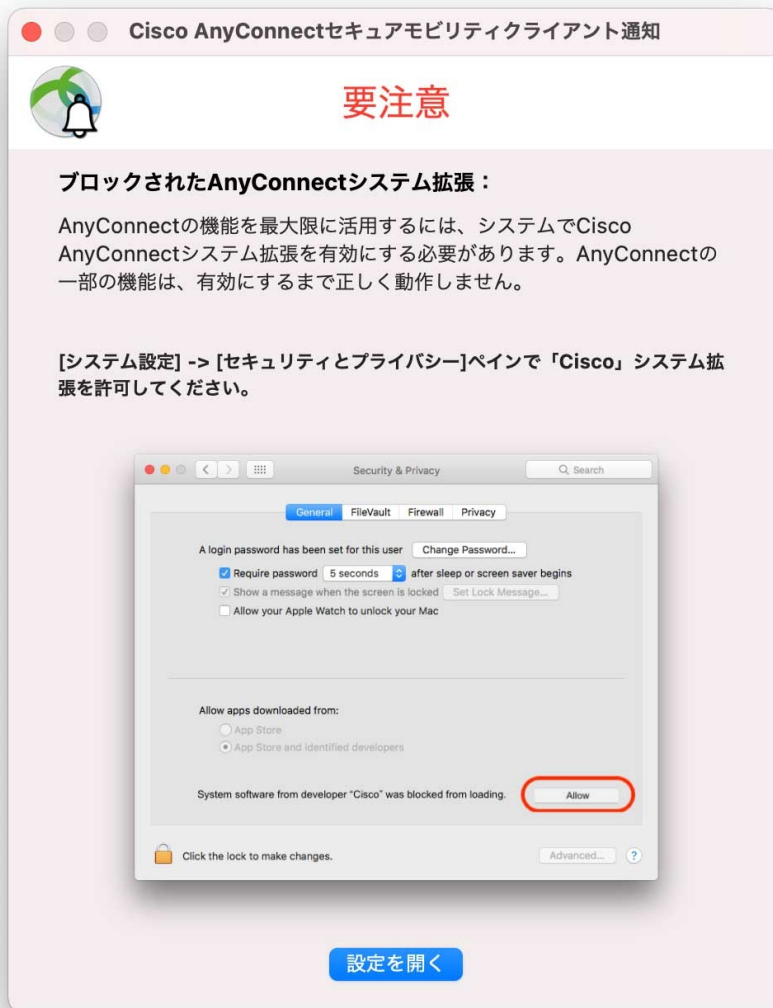 Cisco AnyConnectセキュアモビリティクライアント通知
要注意
ブロックされたAnyConnectシステム拡張：
AnyConnectの機能を最大限に活用するには、システムでCisco
AnyConnectシステム拡張を有効にする必要があります。AnyConnectの
一部の機能は、有効にするまで正しく動作しません。
[システム設定] -> [セキュリティとプライバシー]ペインで「Cisco」システム拡
張を許可してください。
Security & Privacy
Search
General FileVault Firewall Privacy
A login password has been set for this user Change Password...
Require password 5 seconds after sleep or screen saver begins
Show a message when the screen is locked Set Lock Message...
Allow your Apple Watch to unlock your Mac
Allow apps downloaded from:
App Store
App Store and identified developers
System software from developer "Cisco" was blocked from loading. Allow
Click the lock to make changes. Advanced... ?
設定を開く